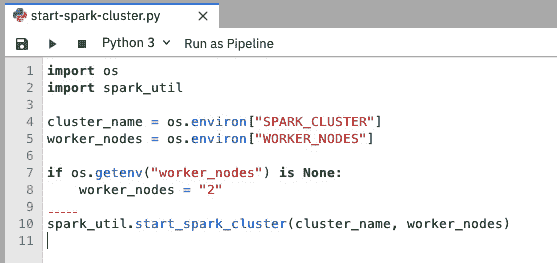 start-spark-cluster.py
Python 3 Run as Pipeline
1 import os
2 import spark_util
3
4 cluster_name = os.environ["SPARK_CLUSTER"]
5 worker_nodes = os.environ["WORKER_NODES"]
6
7 if os.getenv("worker_nodes") is None:
8     worker_nodes = "2"
9
10 spark_util.start_spark_cluster(cluster_name, worker_nodes)
11